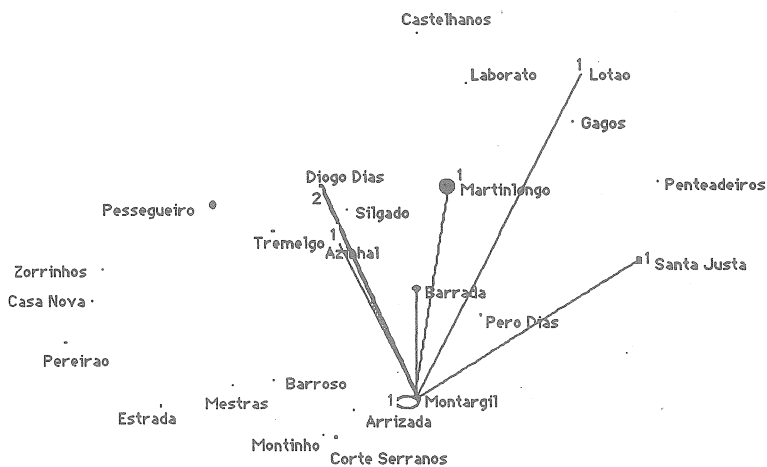 Castelhanos
1
Laborato
Lotao
Gagos
Diogo Dias
1
Martinlongo
Penteadeiros
2
Pessegueiro
Silgado
1
Tremelgo
Azinhal
Zorrinhos
1
Santa Justa
Casa Nova
Barrada
Pero Dias
Pereirao
Barroso
Mestras
1
Montargil
Estrada
Arrizada
Montinho
Corte Serranos